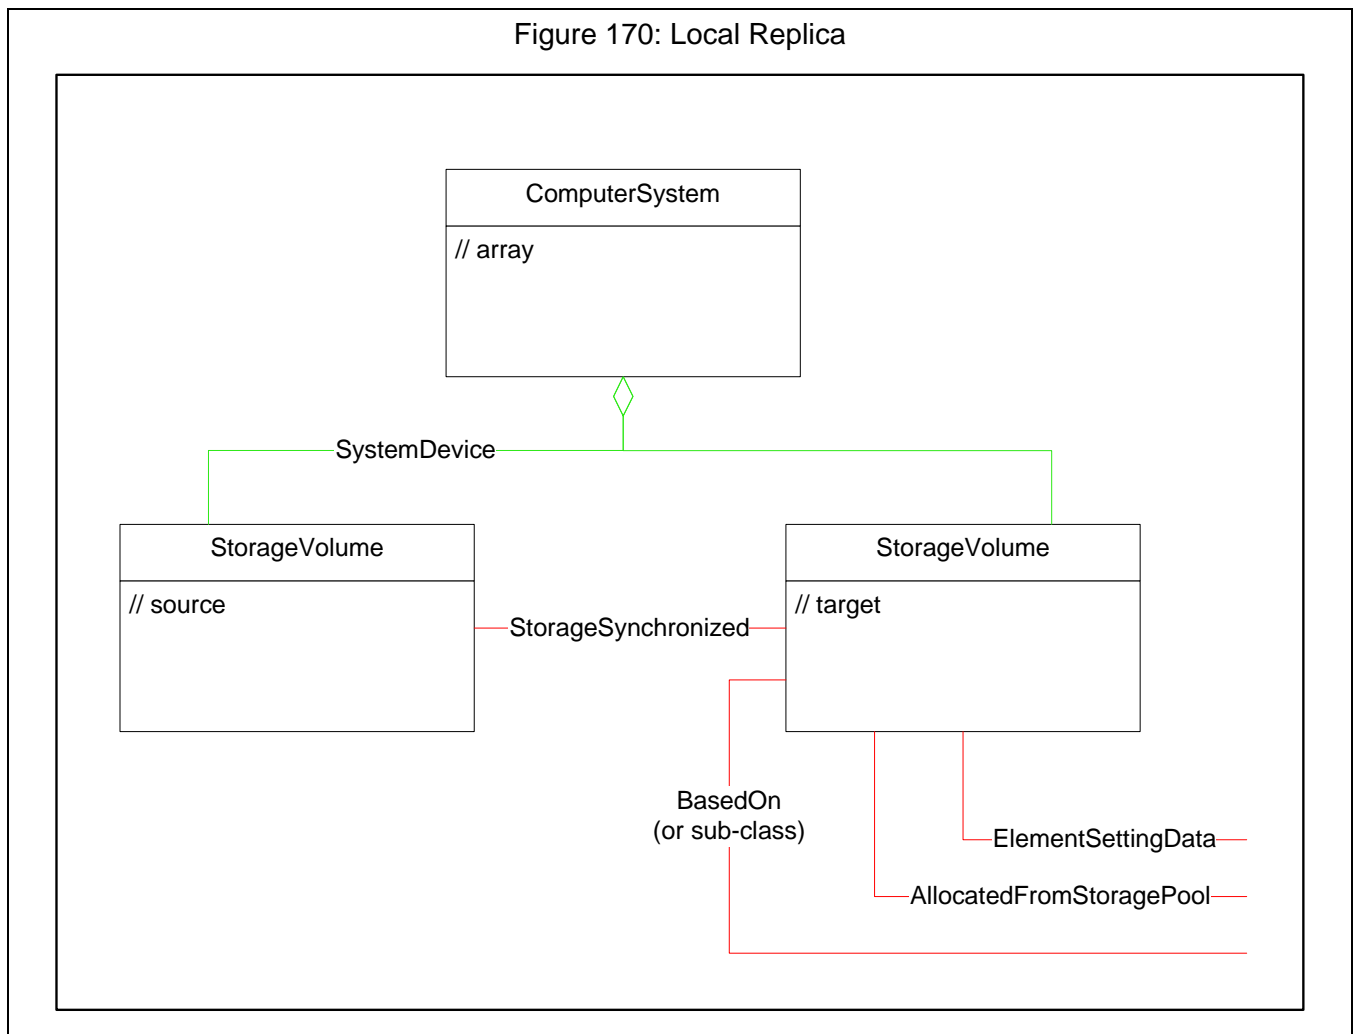 Figure 170: Local Replica
ComputerSystem
// array
SystemDevice
StorageVolume
// source
StorageSynchronized
StorageVolume
// target
BasedOn
(or sub-class)
ElementSettingData
AllocatedFromStoragePool